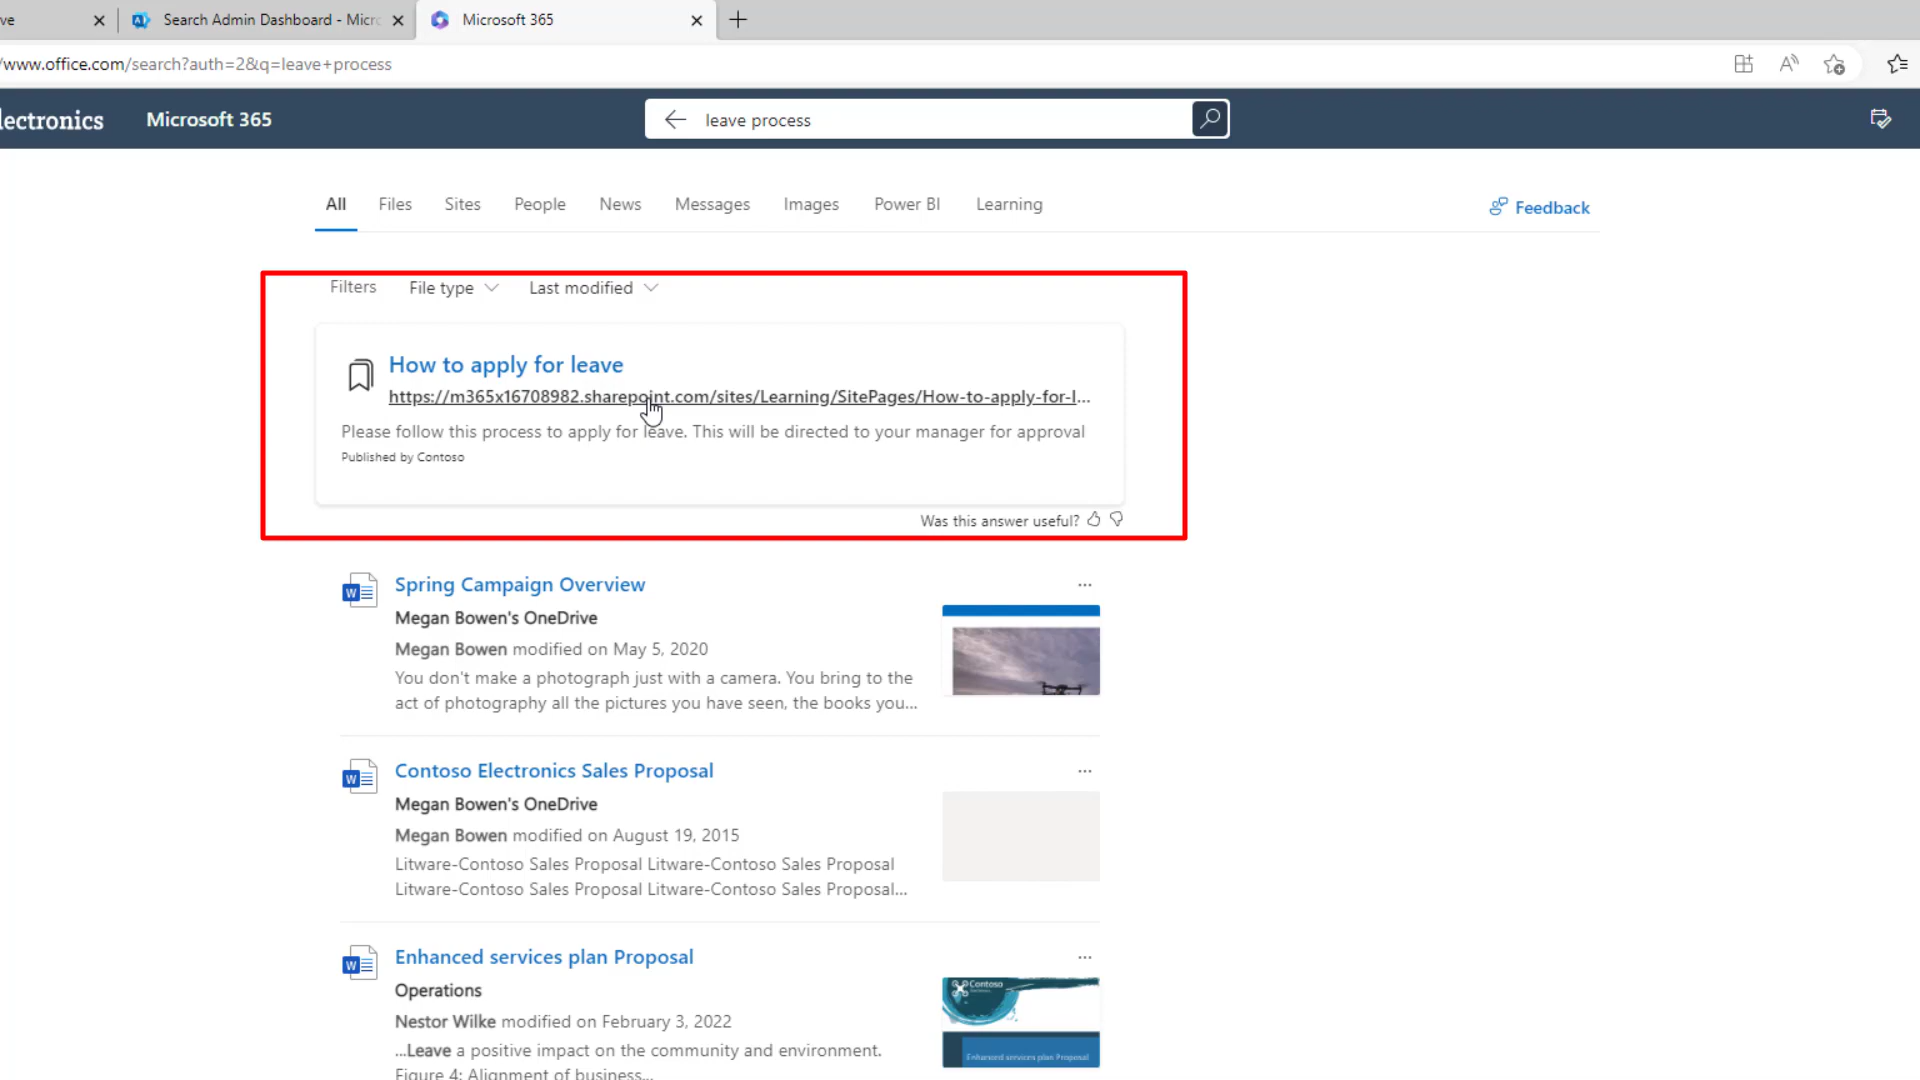 ve
Search Admin Dashboard - Micro
Microsoft 365
/www.office.com/search?auth=2&q=leave+process
lectronics
Microsoft 365
leave process
All Files Sites People News Messages Images Power BI Learning
Feedback
Filters File type Last modified
How to apply for leave
https://m365x16708982.sharepoint.com/sites/Learning/SitePages/How-to-apply-for-l...
Please follow this process to apply for leave. This will be directed to your manager for approval
Published by Contoso
Was this answer useful?
Spring Campaign Overview
Megan Bowen's OneDrive
Megan Bowen modified on May 5, 2020
You don't make a photograph just with a camera. You bring to the
act of photography all the pictures you have seen, the books you...
Contoso Electronics Sales Proposal
Megan Bowen's OneDrive
Megan Bowen modified on August 19, 2015
Litware-Contoso Sales Proposal Litware-Contoso Sales Proposal
Litware-Contoso Sales Proposal Litware-Contoso Sales Proposal...
Enhanced services plan Proposal
Operations
Nestor Wilke modified on February 3, 2022
...Leave a positive impact on the community and environment.
Figure 4: Alignment of business...
Contoso
Enhanced services plan Proposal